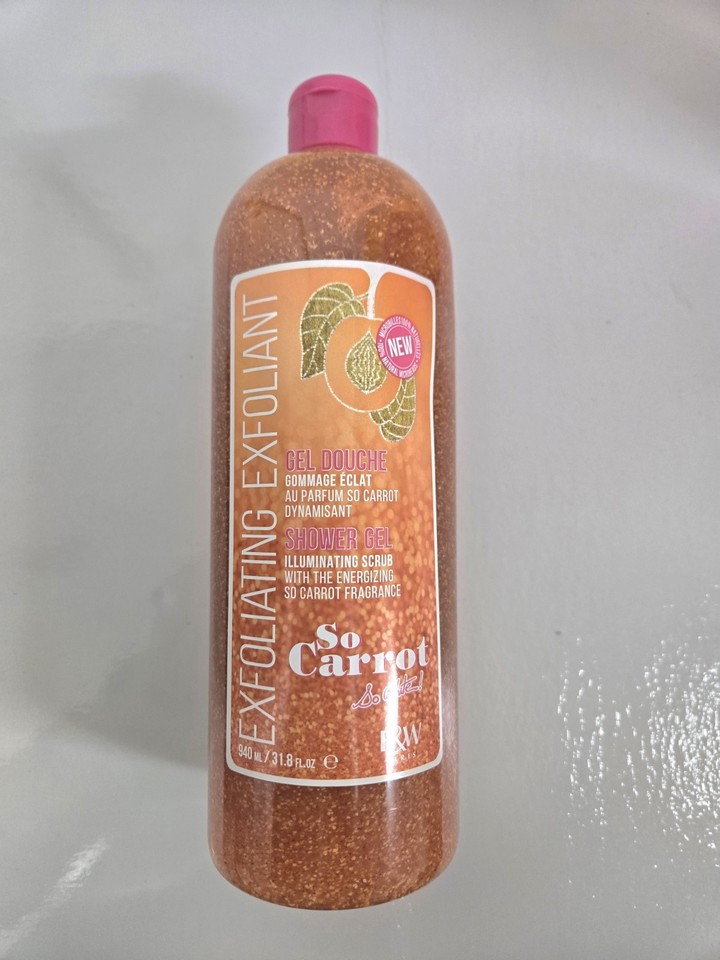 EXFOLIATING EXFOLIANT
NEW
GEL DOUCHE
GOMMAGE ÉCLAT
AU PARFUM SO CARROT
DYNAMISANT
SHOWER GEL
ILLUMINATING SCRUB
WITH THE ENERGIZING
SO CARROT FRAGRANCE
So
Carrot
So
940 ML / 31.8 FL.OZ ℮
&W